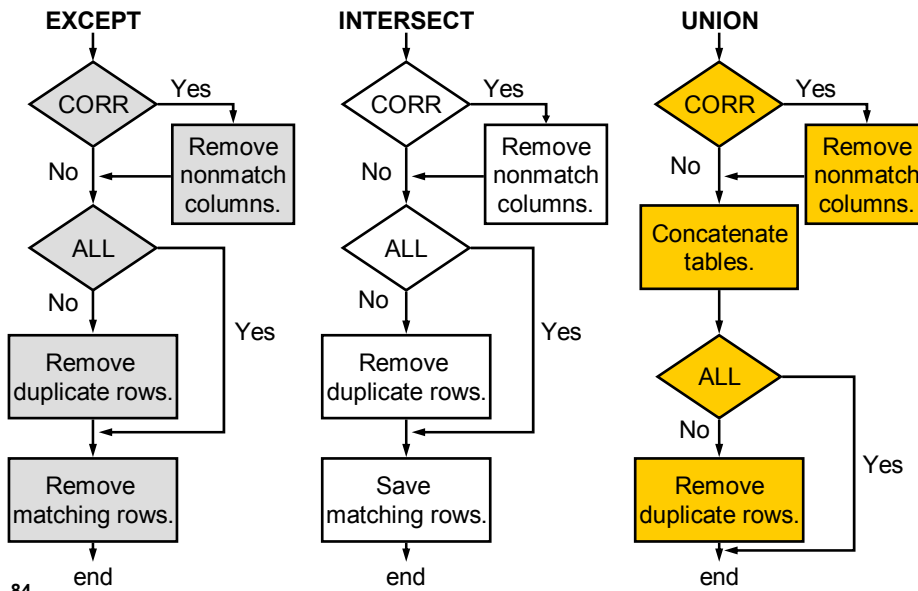 EXCEPT
CORR
Yes
Remove
nonmatch
columns.
No
ALL
No
Yes
Remove
duplicate rows.
Remove
matching rows.
end
INTERSECT
CORR
Yes
Remove
nonmatch
columns.
No
ALL
No
Yes
Remove
duplicate rows.
Save
matching rows.
end
UNION
CORR
Yes
Remove
nonmatch
columns.
No
Concatenate
tables.
ALL
No
Yes
Remove
duplicate rows.
end
84